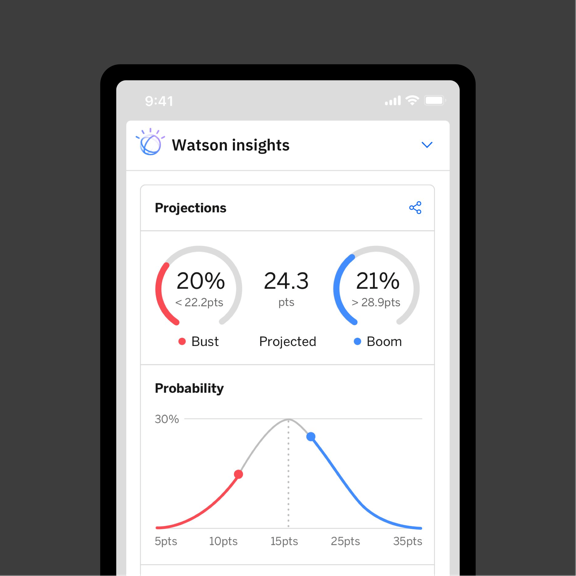 9:41
Watson insights
Projections
20% 24.3 21%
< 22.2pts pts > 28.9pts
Bust Projected Boom
Probability
30%
5pts 10pts 15pts 25pts 35pts